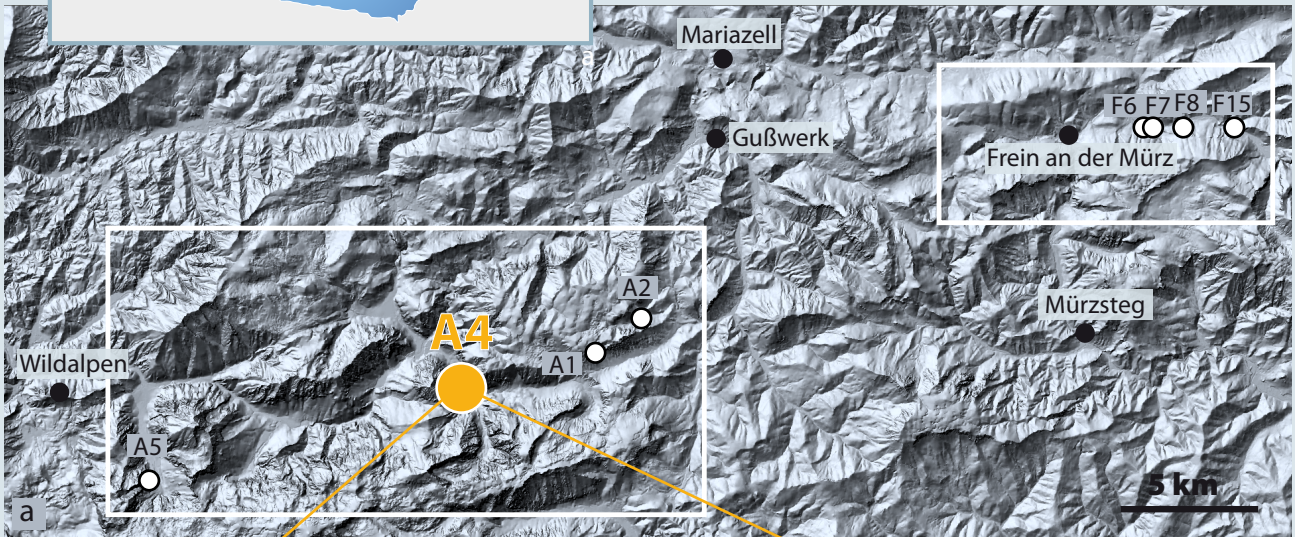 Mariazell
F6 F7 F8 F15
Gußwerk
Frein an der Mürz
A2
Mürzsteg
A4
A1
Wildalpen
A5
5 km
a